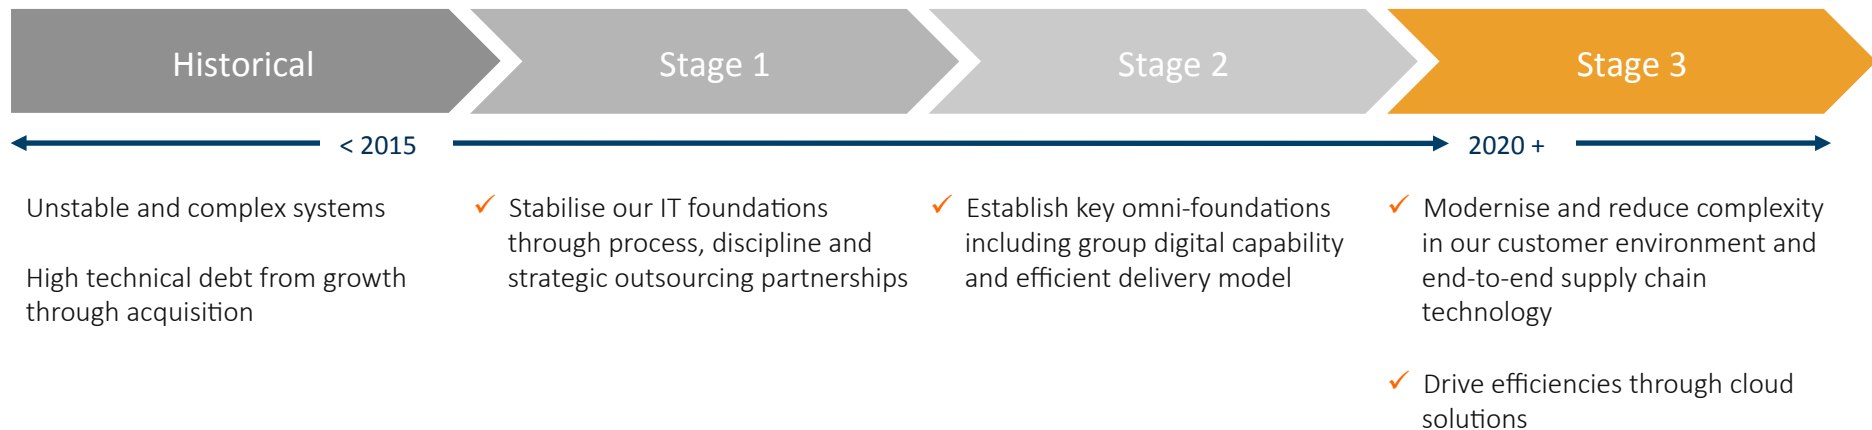 Historical
Stage 1
Stage 2
Stage 3
< 2015
2020 +
Unstable and complex systems
High technical debt from growth
through acquisition
✓ Stabilise our IT foundations
through process, discipline and
strategic outsourcing partnerships
✓ Establish key omni-foundations
including group digital capability
and efficient delivery model
✓ Modernise and reduce complexity
in our customer environment and
end-to-end supply chain
technology
✓ Drive efficiencies through cloud
solutions